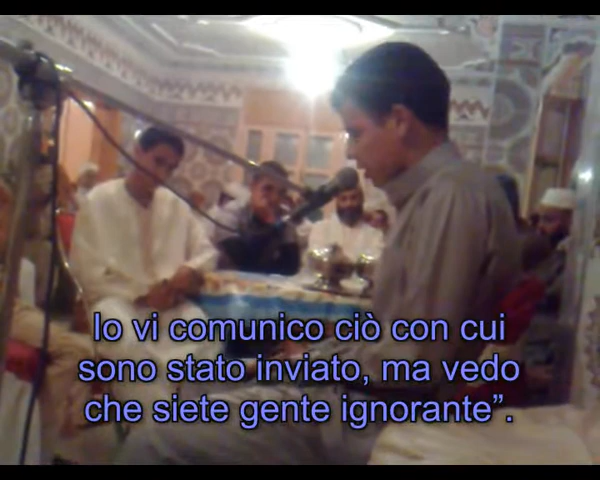 Io vi comunico ciò con cui
sono stato inviato, ma vedo
che siete gente ignorante”.